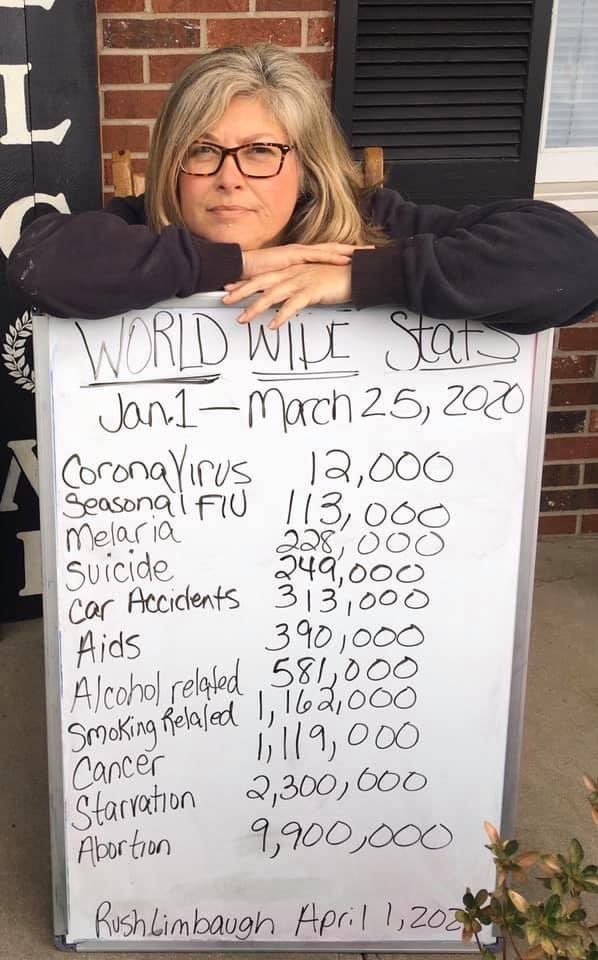 WORLD WIDE Stats
Jan.1 — March 25, 2020
CoronaVirus 12,000
Seasonal Flu 113,000
Melaria 228,000
Suicide 249,000
Car Accidents 313,000
Aids 390,000
Alcohol related 581,000
Smoking Related 1,162,000
Cancer 1,119,000
Starvation 2,300,000
Abortion 9,900,000
Rush Limbaugh April 1, 202
L